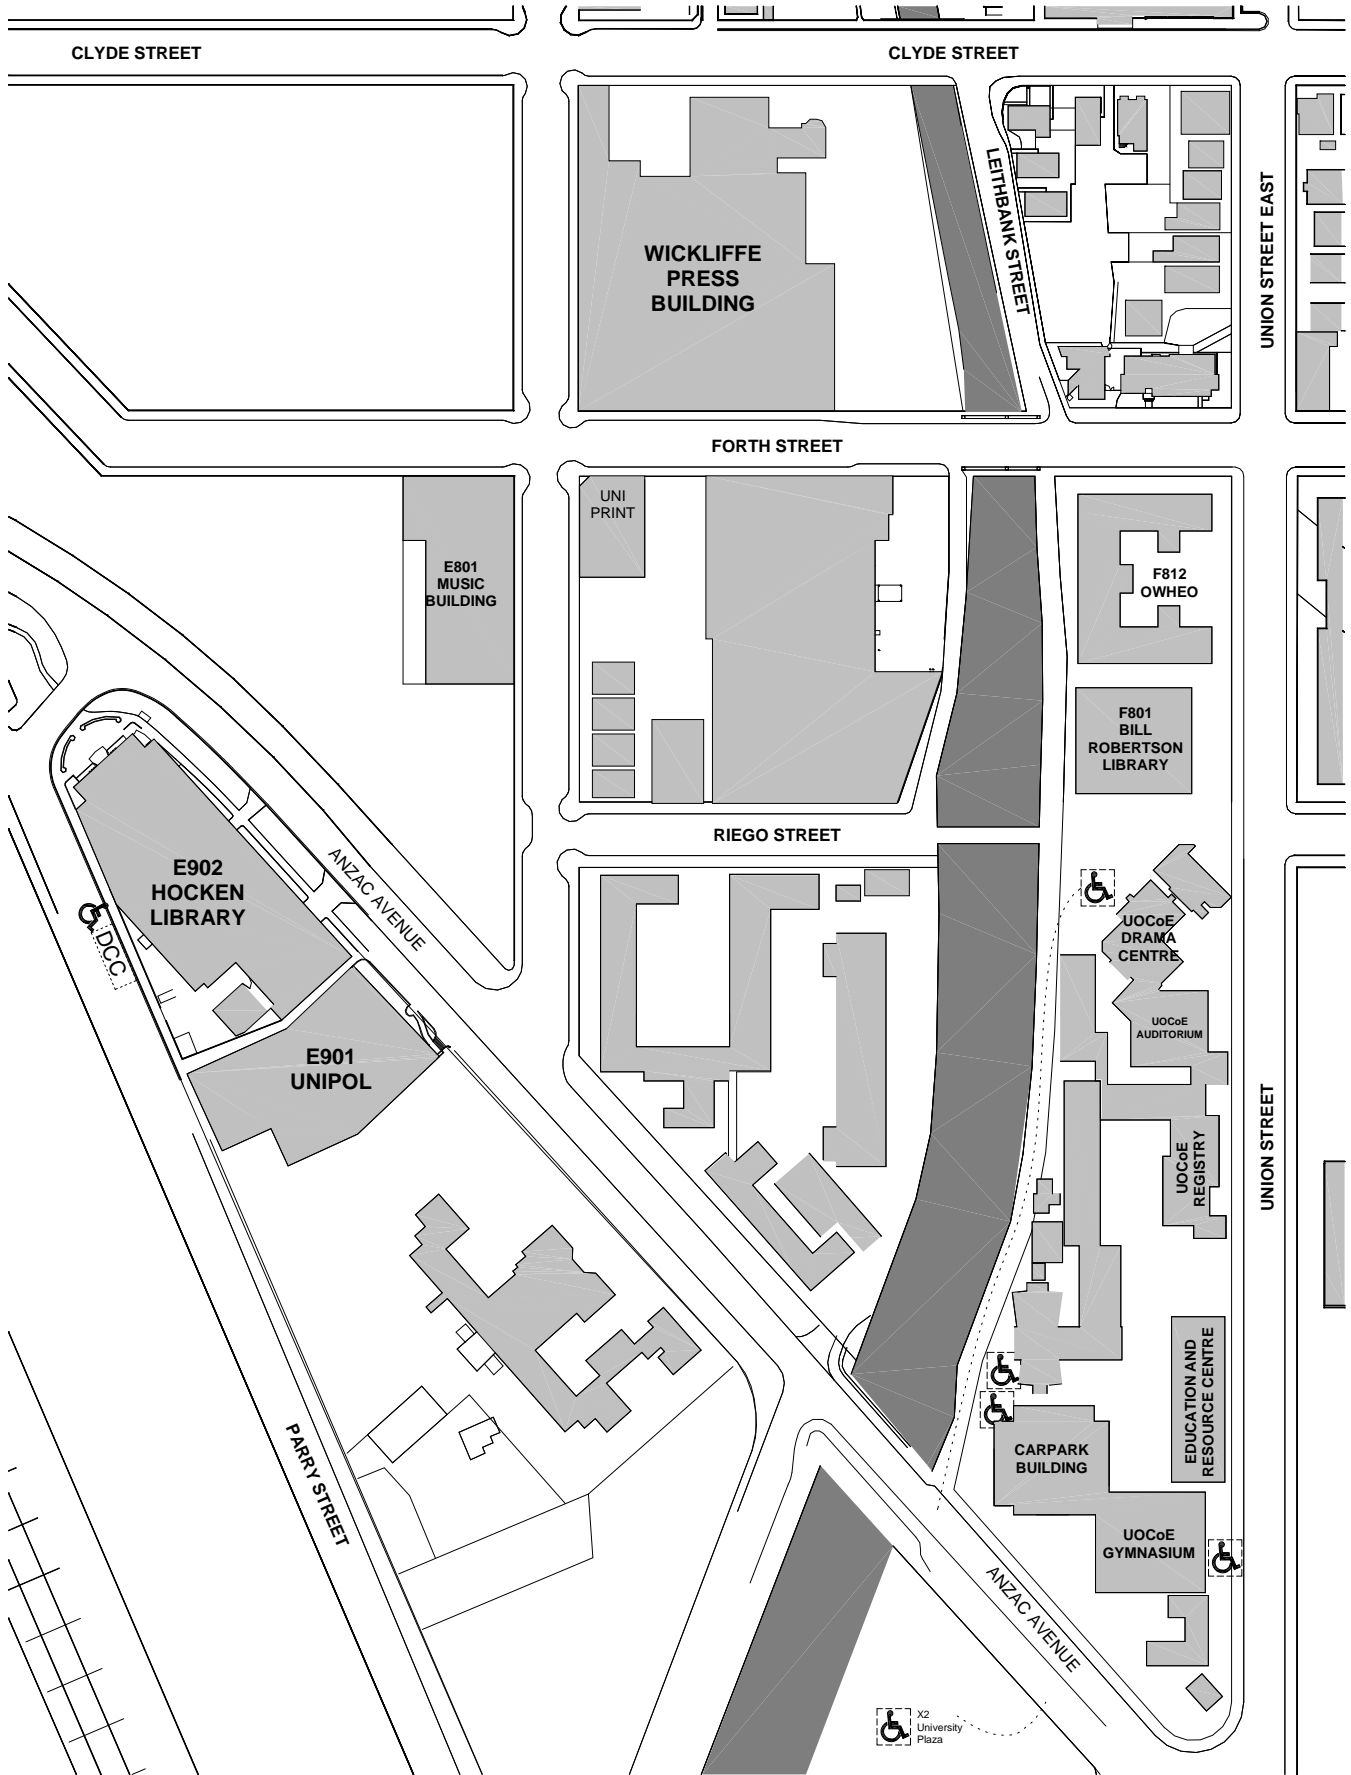 CLYDE STREET
CLYDE STREET
LEITHBANK STREET
UNION STREET EAST
WICKLIFFE
PRESS
BUILDING
FORTH STREET
UNI
PRINT
E801
MUSIC
BUILDING
F812
OWHEO
F801
BILL
ROBERTSON
LIBRARY
RIEGO STREET
E902
HOCKEN
LIBRARY
ANZAC AVENUE
DCC
UOCoE
DRAMA
CENTRE
UOCoE
AUDITORIUM
E901
UNIPOL
UOCoE
REGISTRY
UNION STREET
EDUCATION AND
RESOURCE CENTRE
PARRY STREET
CARPARK
BUILDING
UOCoE
GYMNASIUM
ANZAC AVENUE
X2
University
Plaza